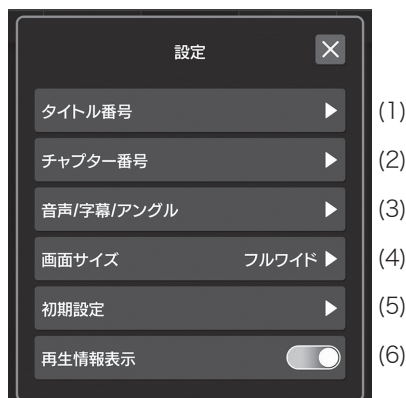 設定
タイトル番号 (1)
チャプター番号 (2)
音声/字幕/アングル (3)
画面サイズ フルワイド (4)
初期設定 (5)
再生情報表示 (6)